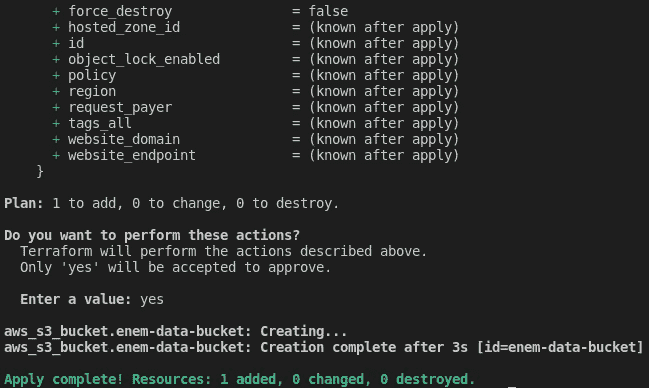 + force_destroy = false
+ hosted_zone_id = (known after apply)
+ id = (known after apply)
+ object_lock_enabled = (known after apply)
+ policy = (known after apply)
+ region = (known after apply)
+ request_payer = (known after apply)
+ tags_all = (known after apply)
+ website_domain = (known after apply)
+ website_endpoint = (known after apply)
}
Plan: 1 to add, 0 to change, 0 to destroy.
Do you want to perform these actions?
Terraform will perform the actions described above.
Only 'yes' will be accepted to approve.
Enter a value: yes
aws_s3_bucket.enem-data-bucket: Creating...
aws_s3_bucket.enem-data-bucket: Creation complete after 3s [id=enem-data-bucket]
Apply complete! Resources: 1 added, 0 changed, 0 destroyed.